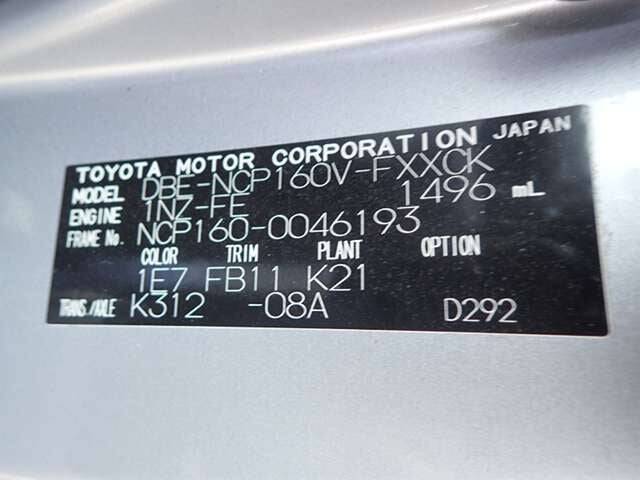 TOYOTA MOTOR CORPORATION JAPAN
MODEL DBE-NCP160V-FXXCK
ENGINE 1NZ-FE 1496 mL
FRAME No. NCP160-0046193
COLOR TRIM PLANT OPTION
1E7 FB11 K21
TRANS./AXLE K312 -08A D292